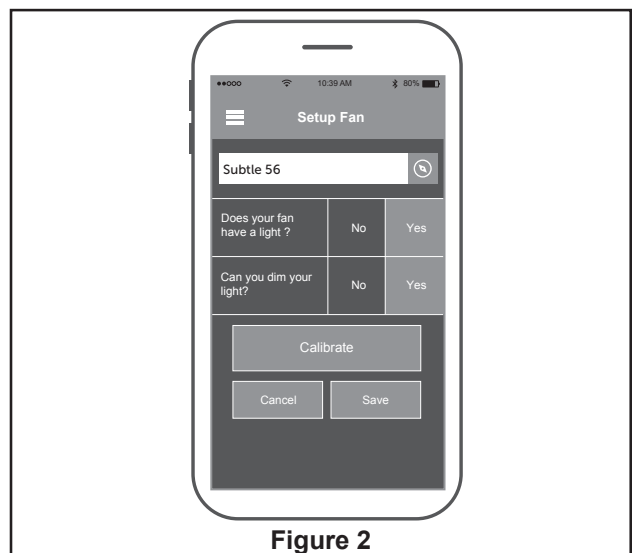 10:39 AM 80%
Setup Fan
Subtle 56
Does your fan
have a light ?
No
Yes
Can you dim your
light?
No
Yes
Calibrate
Cancel
Save
Figure 2